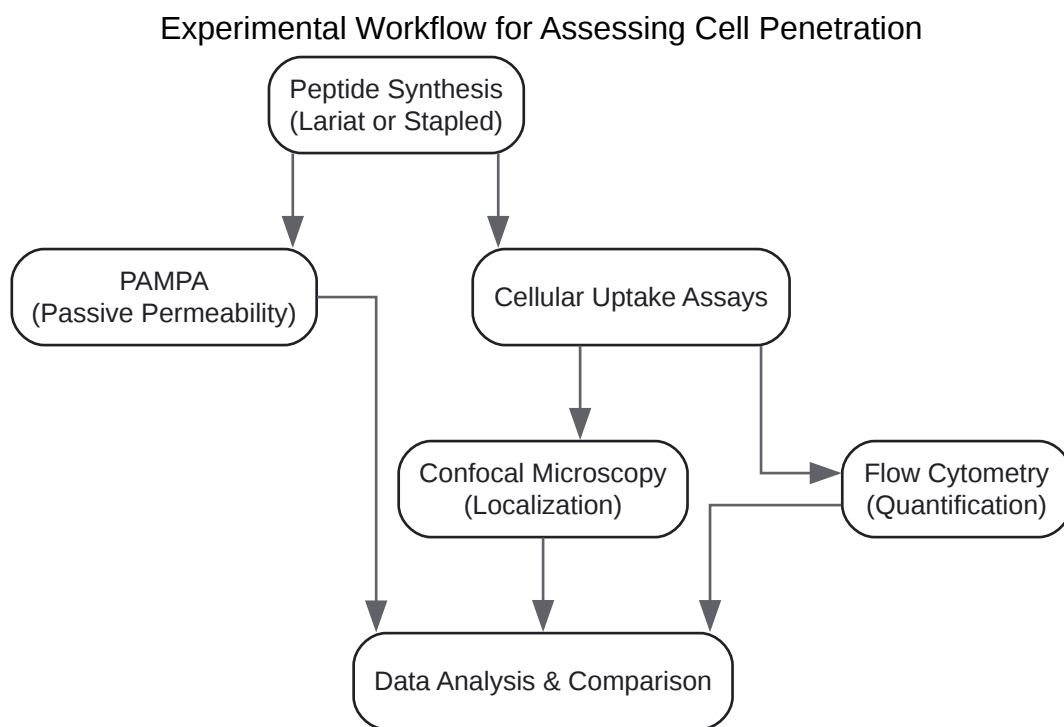 Experimental Workflow for Assessing Cell Penetration
Peptide Synthesis
(Lariat or Stapled)
PAMPA
(Passive Permeability)
Cellular Uptake Assays
Confocal Microscopy
(Localization)
Flow Cytometry
(Quantification)
Data Analysis & Comparison